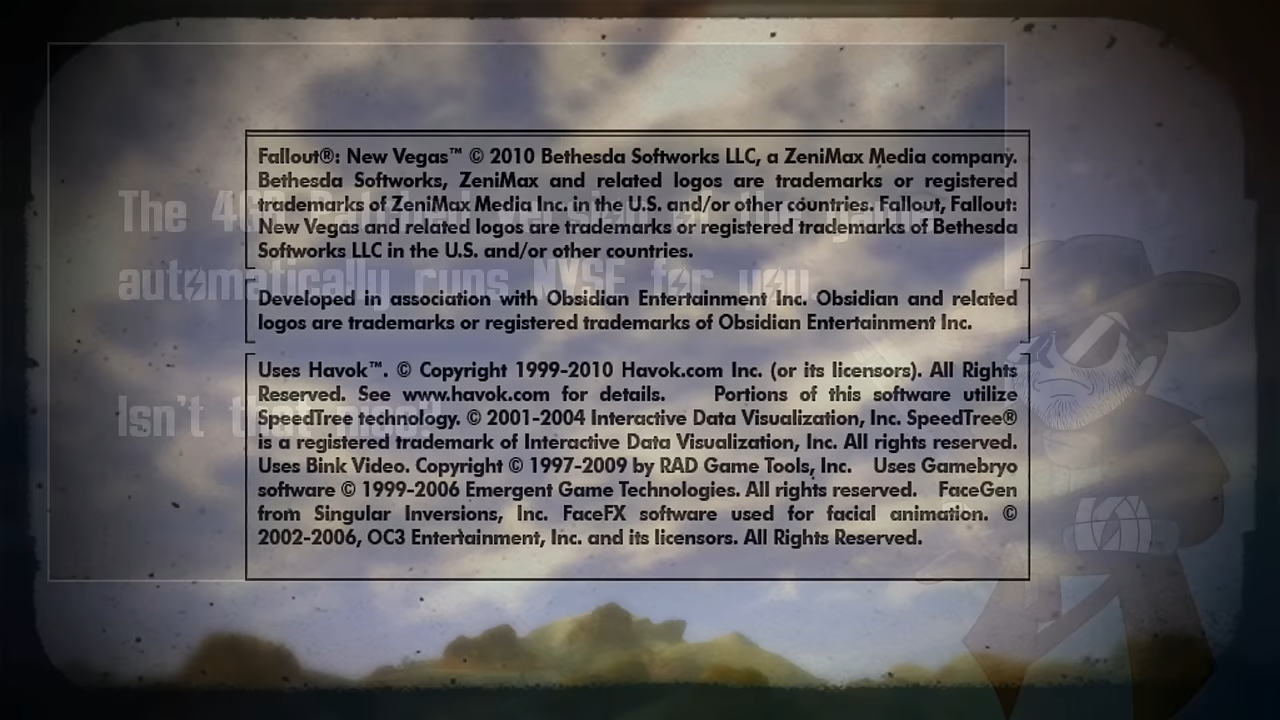 Fallout®: New Vegas™ © 2010 Bethesda Softworks LLC, a ZeniMax Media company.
Bethesda Softworks, ZeniMax and related logos are trademarks or registered
trademarks of ZeniMax Media Inc. in the U.S. and/or other countries. Fallout, Fallout:
New Vegas and related logos are trademarks or registered trademarks of Bethesda
Softworks LLC in the U.S. and/or other countries.
Developed in association with Obsidian Entertainment Inc. Obsidian and related
logos are trademarks or registered trademarks of Obsidian Entertainment Inc.
Uses Havok™. © Copyright 1999-2010 Havok.com Inc. (or its licensors). All Rights
Reserved. See www.havok.com for details. Portions of this software utilize
SpeedTree technology. © 2001-2004 Interactive Data Visualization, Inc. SpeedTree®
is a registered trademark of Interactive Data Visualization, Inc. All rights reserved.
Uses Bink Video. Copyright © 1997-2009 by RAD Game Tools, Inc. Uses Gamebryo
software © 1999-2006 Emergent Game Technologies. All rights reserved. FaceGen
from Singular Inversions, Inc. FaceFX software used for facial animation. ©
2002-2006, OC3 Entertainment, Inc. and its licensors. All Rights Reserved.
The version of the game
automatically runs NVSE for you
Isn't that